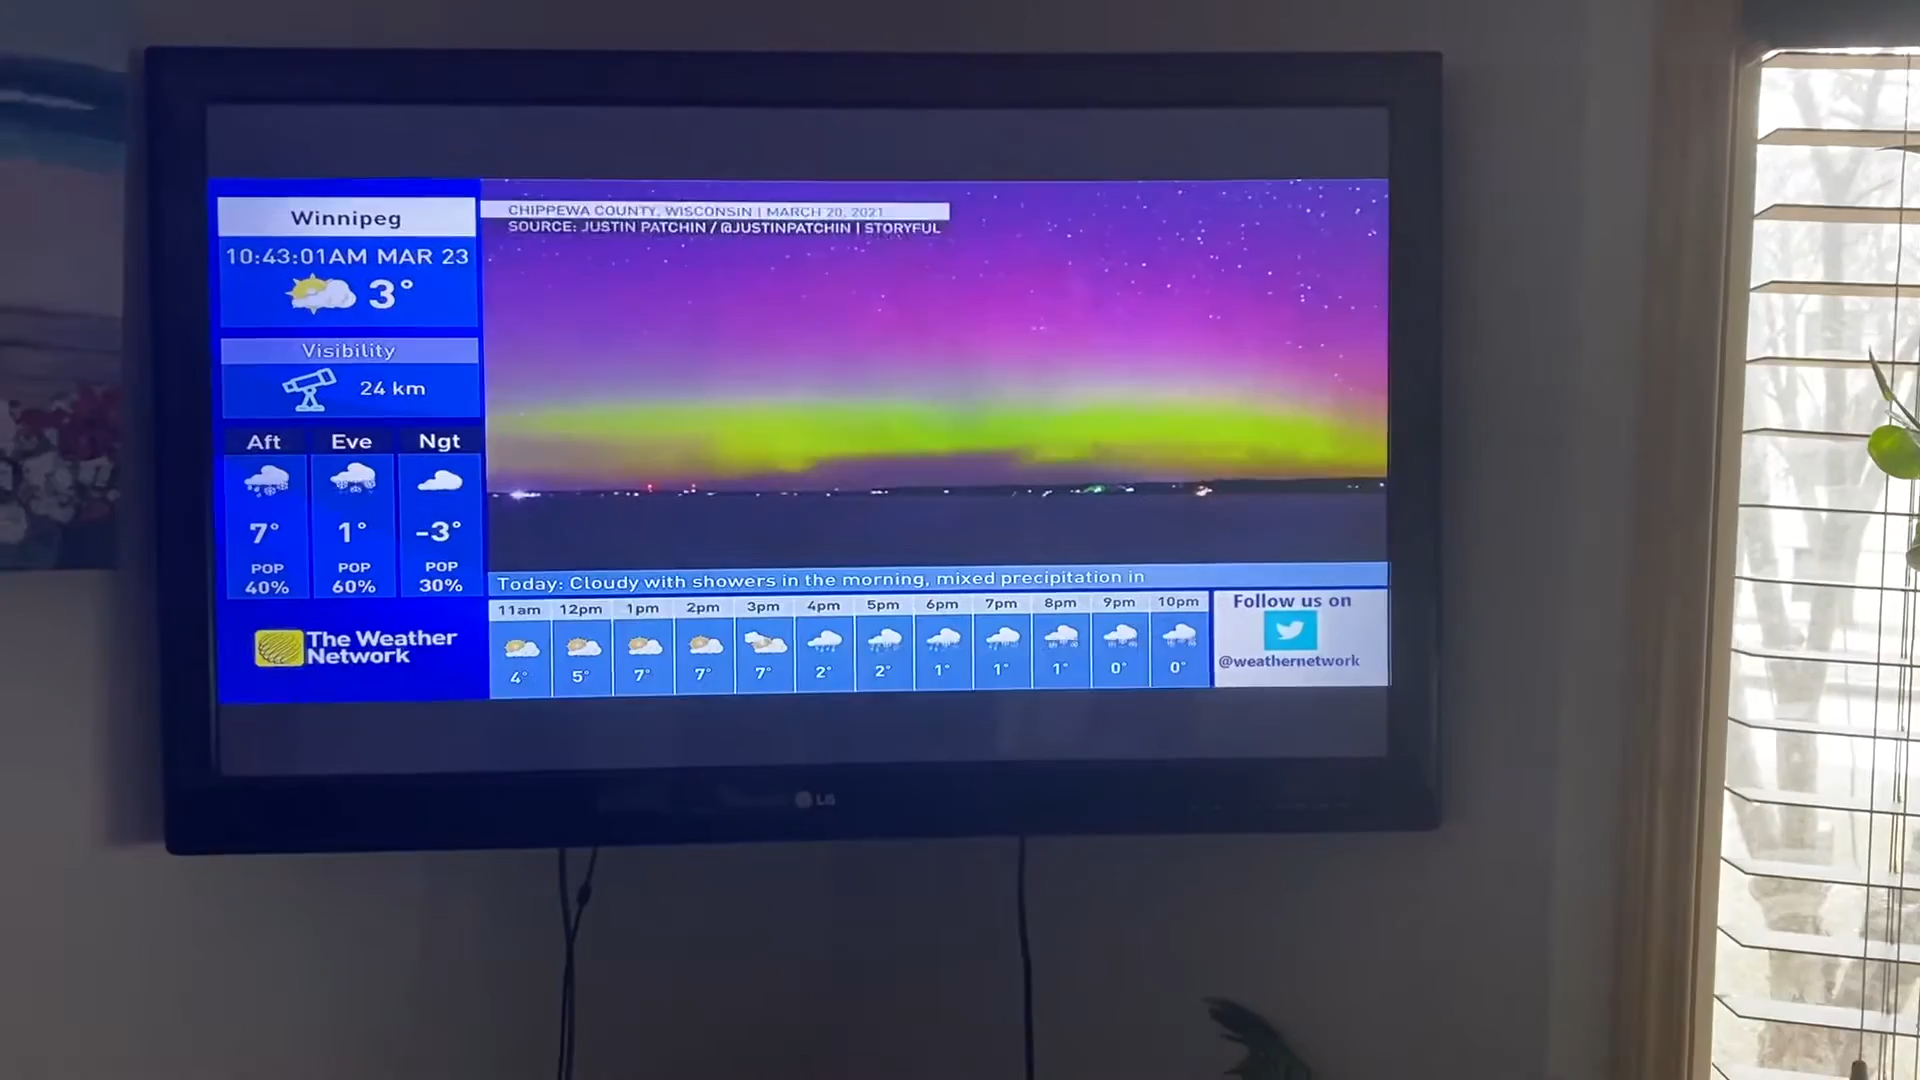 Winnipeg
10:43:01AM MAR 23
3°
Visibility
24 km
Aft Eve Ngt
7° 1° -3°
POP POP POP
40% 60% 30%
The Weather
Network
CHIPPEWA COUNTY, WISCONSIN | MARCH 20, 2021
SOURCE: JUSTIN PATCHIN / @JUSTINPATCHIN | STORYFUL
Today: Cloudy with showers in the morning, mixed precipitation in
11am 12pm 1pm 2pm 3pm 4pm 5pm 6pm 7pm 8pm 9pm 10pm
4° 5° 7° 7° 7° 2° 2° 1° 1° 1° 0° 0°
Follow us on
@weathernetwork
LG